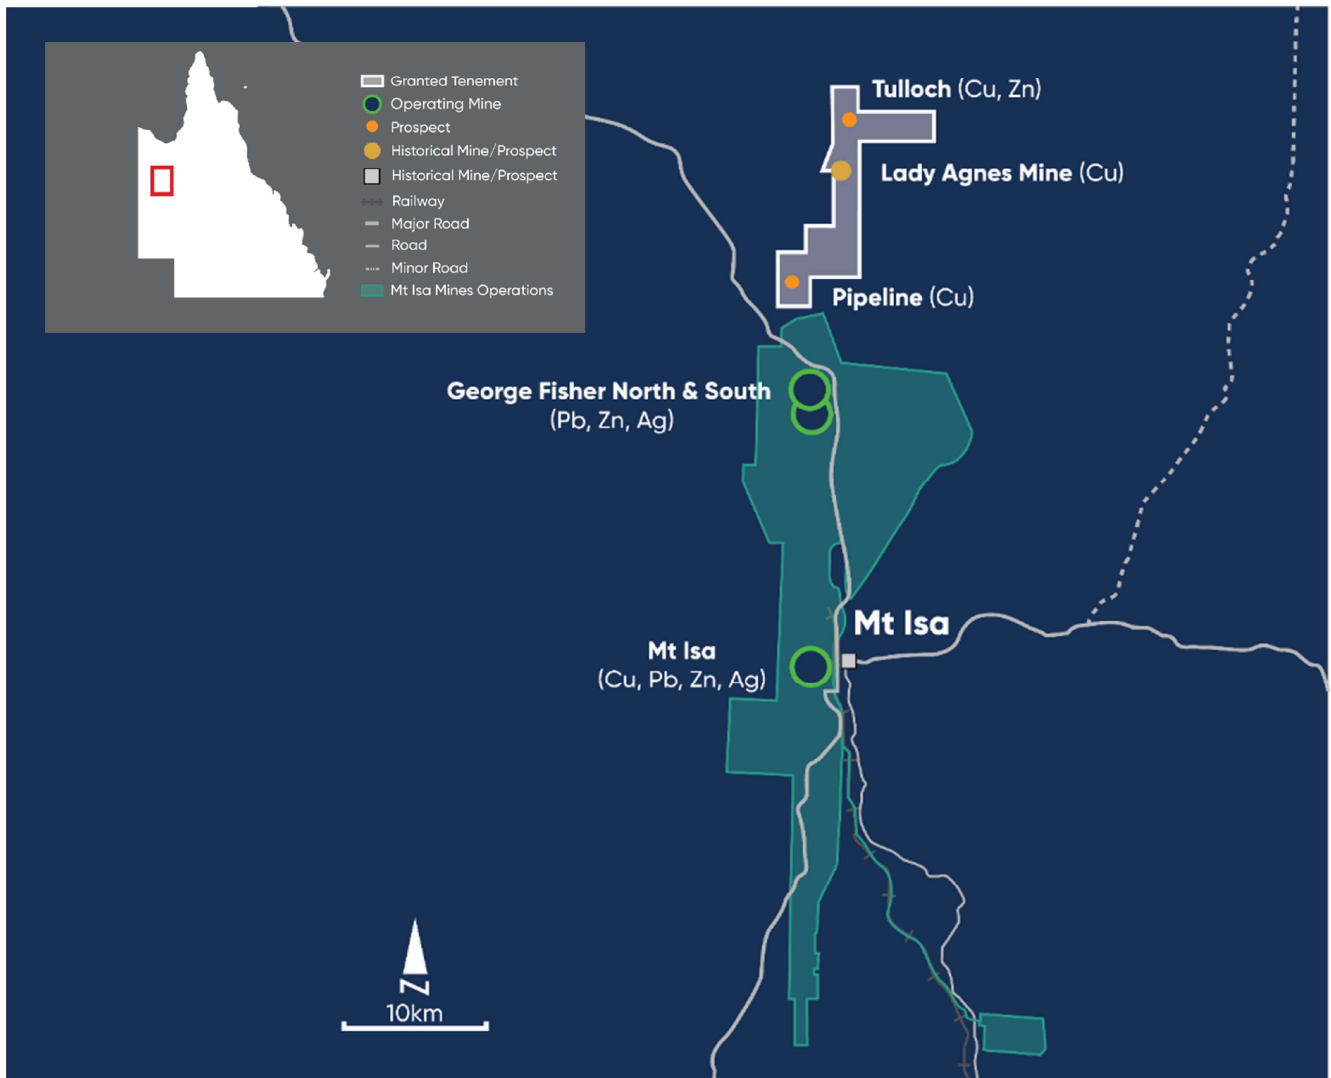 Granted Tenement
Operating Mine
Prospect
Historical Mine/Prospect
Historical Mine/Prospect
Railway
Major Road
Road
Minor Road
Mt Isa Mines Operations
Tulloch (Cu, Zn)
Lady Agnes Mine (Cu)
Pipeline (Cu)
George Fisher North & South
(Pb, Zn, Ag)
Mt Isa
Mt Isa
(Cu, Pb, Zn, Ag)
N
10km